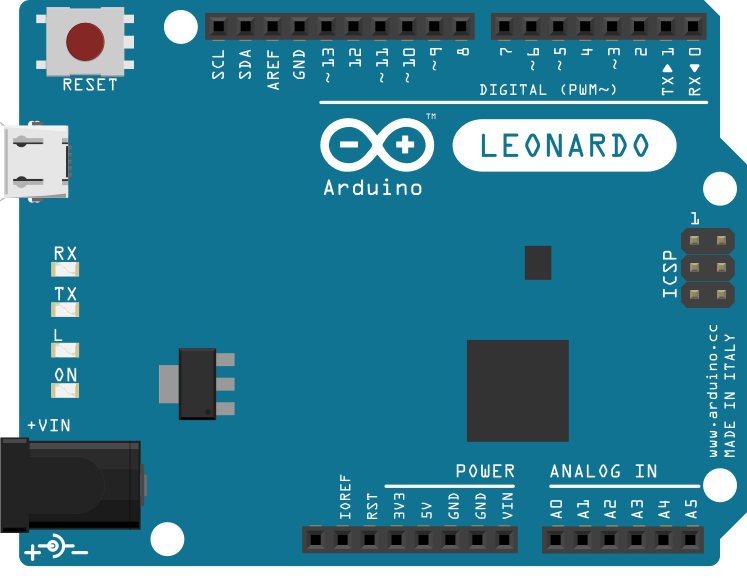 SCL
SDA
AREF
GND
~13
12
~11
~10
~9
8
7
~6
~5
4
~3
2
TX▶1
RX◀0
RESET
DIGITAL (PWM~)
TM
LEONARDO
Arduino
1
ICSP
RX
TX
L
ON
www.arduino.cc
MADE IN ITALY
+VIN
POWER
ANALOG IN
IOREF
RST
3V3
5V
GND
GND
VIN
A0
A1
A2
A3
A4
A5